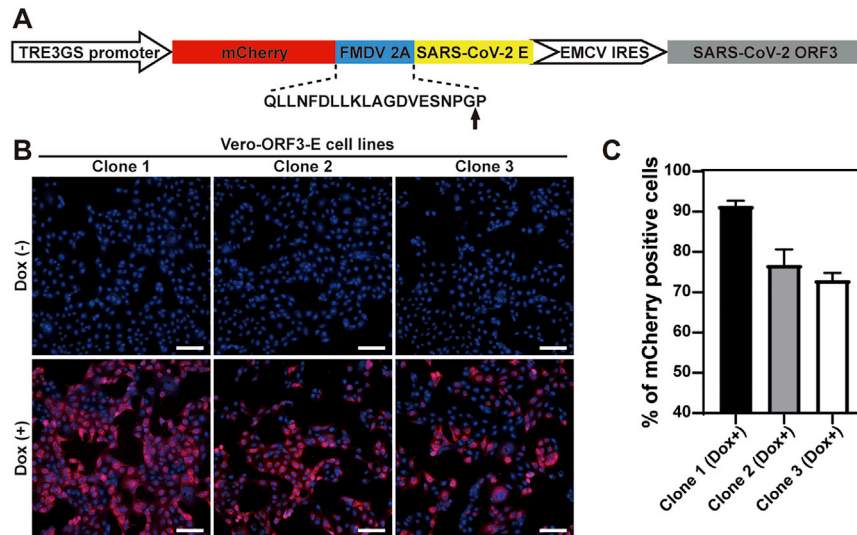 A
TRE3GS promoter mCherry FMDV 2A SARS-CoV-2 E EMCV IRES SARS-CoV-2 ORF3
QLLNFDLLKLAGDVESNPGP
B
Vero-ORF3-E cell lines
Clone 1 Clone 2 Clone 3
Dox (-)
Dox (+)
C
% of mCherry positive cells
100
90
80
70
60
50
40
Clone 1 (Dox+)
Clone 2 (Dox+)
Clone 3 (Dox+)